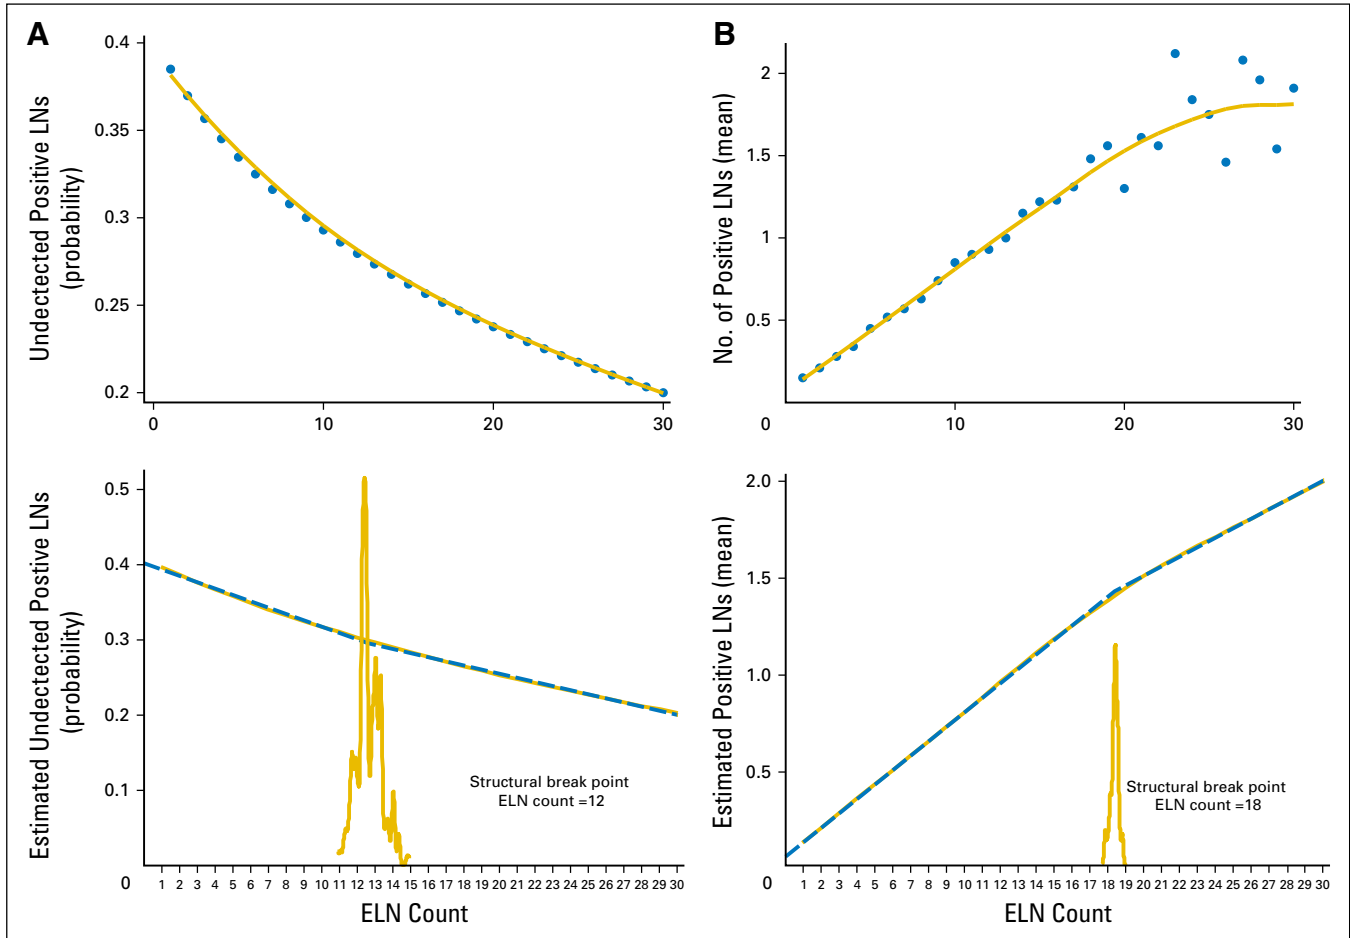 A
Undectected Positive LNs
(probability)
0.4
0.35
0.3
0.25
0.2
0 10 20 30
B
No. of Positive LNs (mean)
2
1.5
1
0.5
0 10 20 30
Estimated Undectected Postive LNs
(probability)
0.5
0.4
0.3
0.2
0.1
Structural break point
ELN count =12
0 1 2 3 4 5 6 7 8 9 10 11 12 13 14 15 16 17 18 19 20 21 22 23 24 25 26 27 28 29 30
ELN Count
Estimated Positive LNs (mean)
2.0
1.5
1.0
0.5
Structural break point
ELN count =18
0 1 2 3 4 5 6 7 8 9 10 11 12 13 14 15 16 17 18 19 20 21 22 23 24 25 26 27 28 29 30
ELN Count